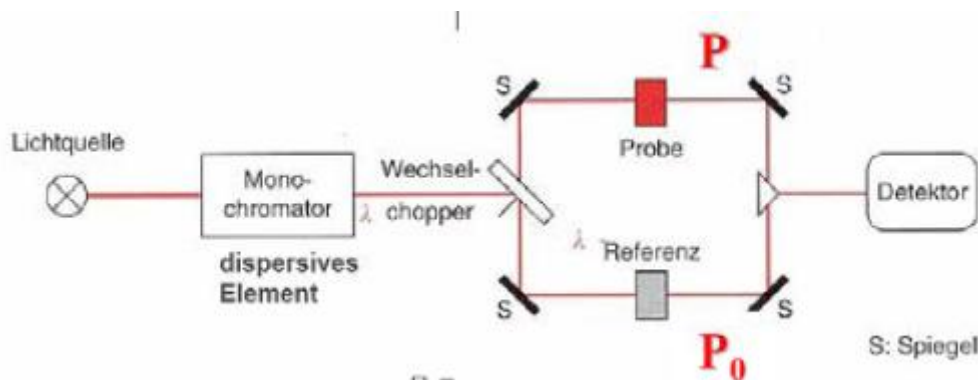 P
S
S
Lichtquelle
Probe
Mono-
chromator
Wechsel-
chopper
λ
Detektor
dispersives
Element
λ
Referenz
S
S
P₀
S: Spiegel